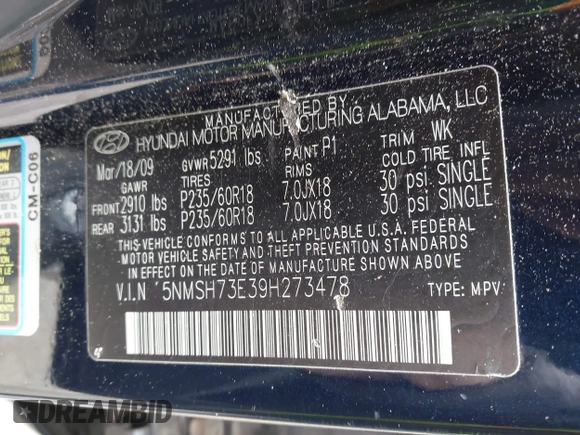 MANUFACTURED BY
HYUNDAI MOTOR MANUFACTURING ALABAMA, LLC
Mar/18/09 GVWR 5291 lbs PAINT P1 TRIM WK
GAWR TIRES RIMS COLD TIRE INFL
FRONT 2910 lbs P235/60R18 7.0JX18 30 psi SINGLE
REAR 3131 lbs P235/60R18 7.0JX18 30 psi SINGLE
THIS VEHICLE CONFORMS TO ALL APPLICABLE U.S.A. FEDERAL
MOTOR VEHICLE SAFETY AND THEFT PREVENTION STANDARDS
IN EFFECT ON THE DATE OF MANUFACTURE SHOWN ABOVE
V.I.N 5NMSH73E39H273478
TYPE: MPV
CM-C06
DREAMBID